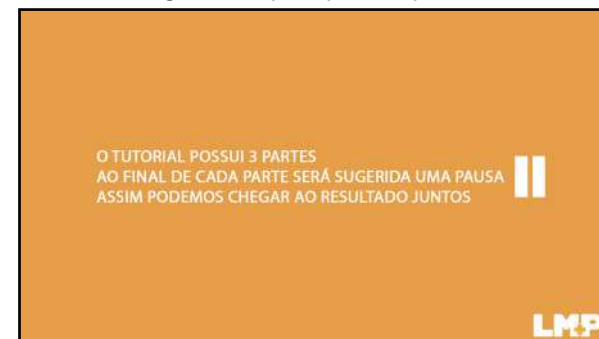 O TUTORIAL POSSUI 3 PARTES
AO FINAL DE CADA PARTE SERÁ SUGERIDA UMA PAUSA
ASSIM PODEMOS CHEGAR AO RESULTADO JUNTOS
LMP